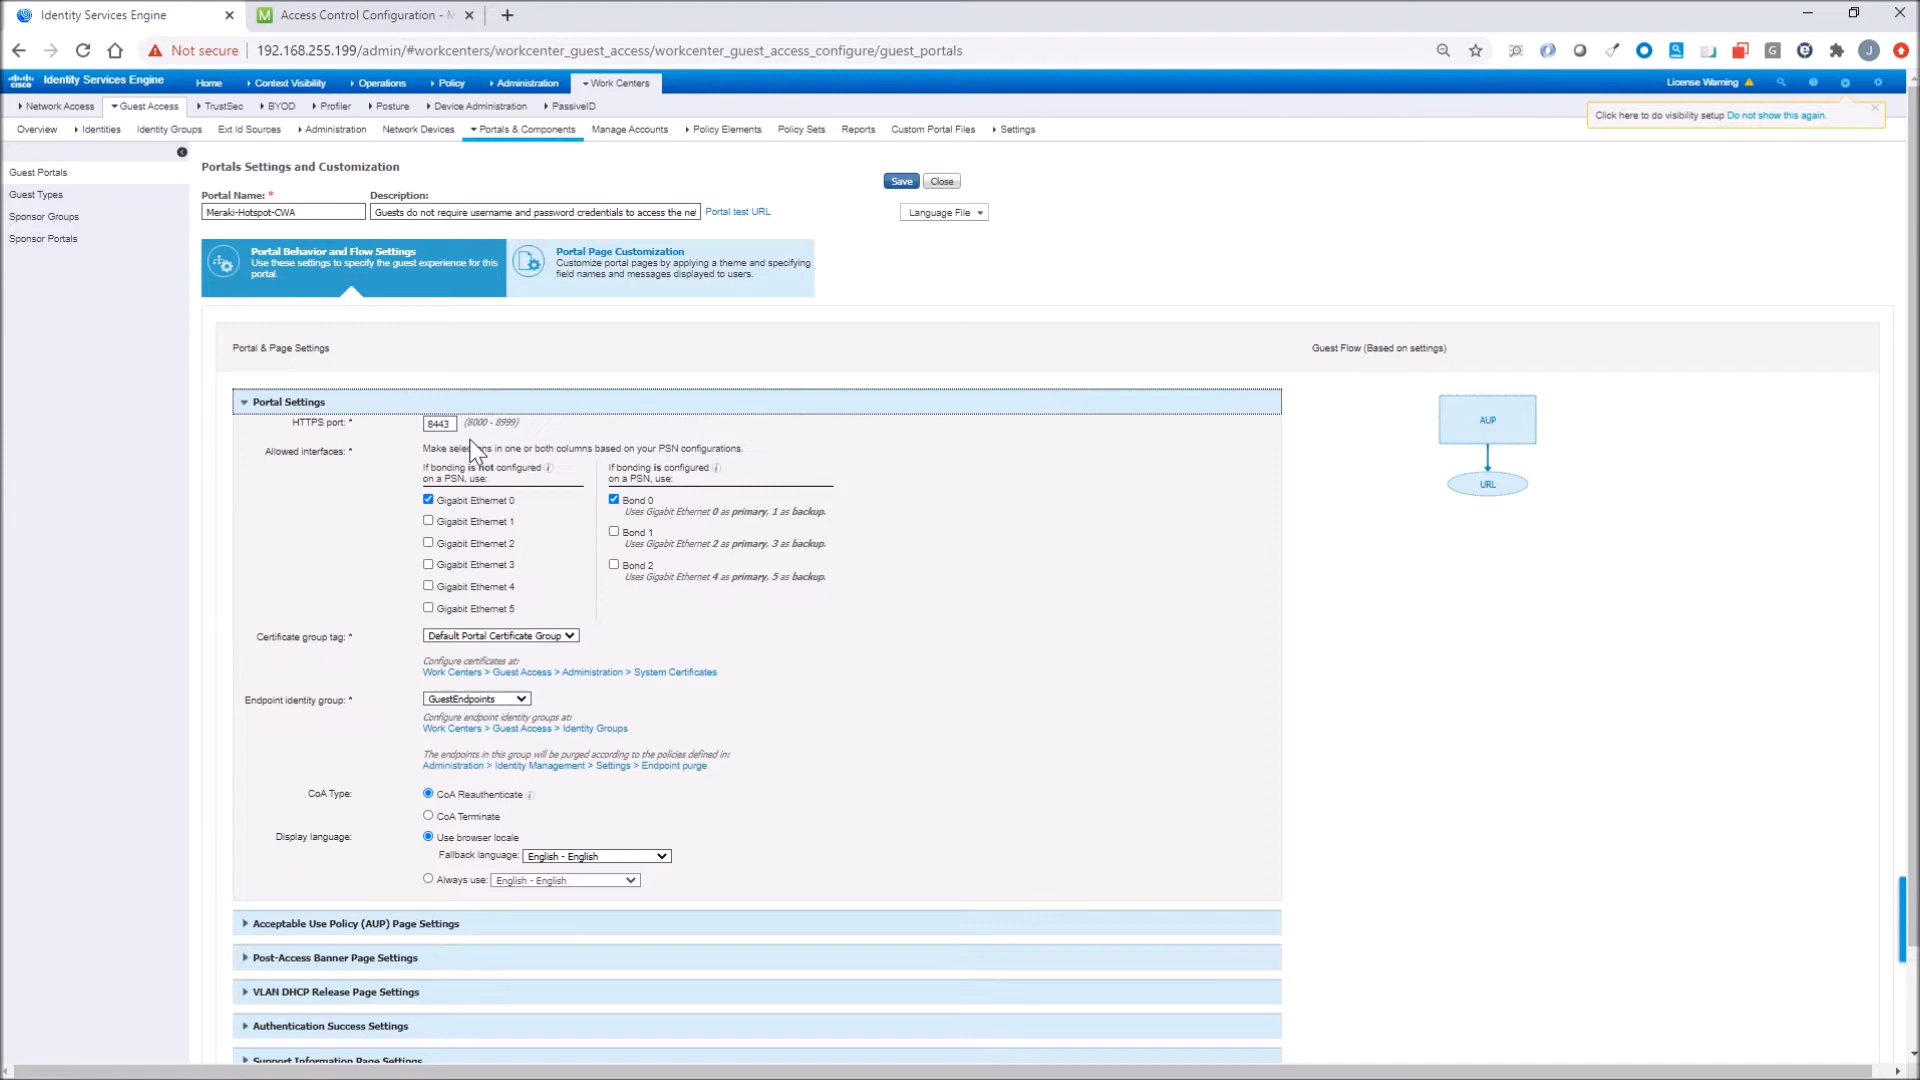 Identity Services Engine
Access Control Configuration - M
Not secure
192.168.255.199/admin/#workcenters/workcenter_guest_access/workcenter_guest_access_configure/guest_portals
cisco
Identity Services Engine
Home
Context Visibility
Operations
Policy
Administration
Work Centers
License Warning
Network Access
Guest Access
TrustSec
BYOD
Profiler
Posture
Device Administration
PassiveID
Click here to do visibility setup Do not show this again.
Overview
Identities
Identity Groups
Ext Id Sources
Administration
Network Devices
Portals & Components
Manage Accounts
Policy Elements
Policy Sets
Reports
Custom Portal Files
Settings
Guest Portals
Guest Types
Sponsor Groups
Sponsor Portals
Portals Settings and Customization
Save
Close
Portal Name: *
Description:
Meraki-Hotspot-CWA
Guests do not require username and password credentials to access the ne
Portal test URL
Language File
Portal Behavior and Flow Settings
Use these settings to specify the guest experience for this
portal.
Portal Page Customization
Customize portal pages by applying a theme and specifying
field names and messages displayed to users.
Portal & Page Settings
Guest Flow (Based on settings)
Portal Settings
HTTPS port: *
8443
(8000 - 8999)
Allowed interfaces: *
Make selections in one or both columns based on your PSN configurations.
If bonding is not configured
on a PSN, use:
If bonding is configured
on a PSN, use:
Gigabit Ethernet 0
Gigabit Ethernet 1
Gigabit Ethernet 2
Gigabit Ethernet 3
Gigabit Ethernet 4
Gigabit Ethernet 5
Bond 0
Uses Gigabit Ethernet 0 as primary, 1 as backup.
Bond 1
Uses Gigabit Ethernet 2 as primary, 3 as backup.
Bond 2
Uses Gigabit Ethernet 4 as primary, 5 as backup.
Certificate group tag: *
Default Portal Certificate Group
Configure certificates at:
Work Centers > Guest Access > Administration > System Certificates
Endpoint identity group: *
GuestEndpoints
Configure endpoint identity groups at:
Work Centers > Guest Access > Identity Groups
The endpoints in this group will be purged according to the policies defined in:
Administration > Identity Management > Settings > Endpoint purge
CoA Type:
CoA Reauthenticate
CoA Terminate
Display language:
Use browser locale
Fallback language:
English - English
Always use:
English - English
AUP
URL
Acceptable Use Policy (AUP) Page Settings
Post-Access Banner Page Settings
VLAN DHCP Release Page Settings
Authentication Success Settings
Support Information Page Settings